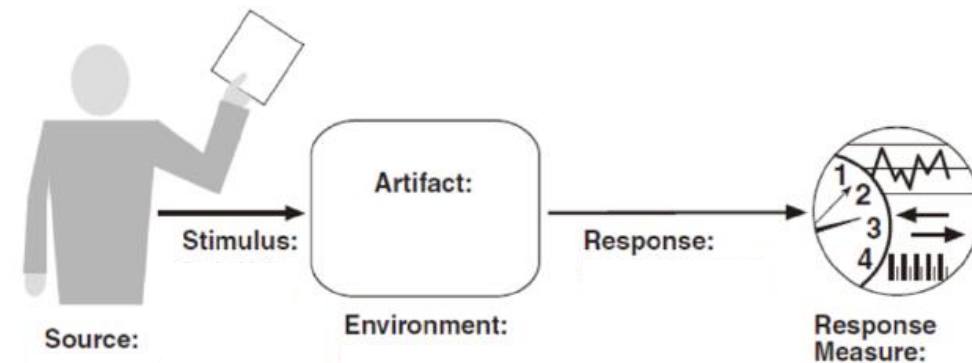 Artifact:
Stimulus:
Response:
Source:
Environment:
Response
Measure:
1
2
3
4